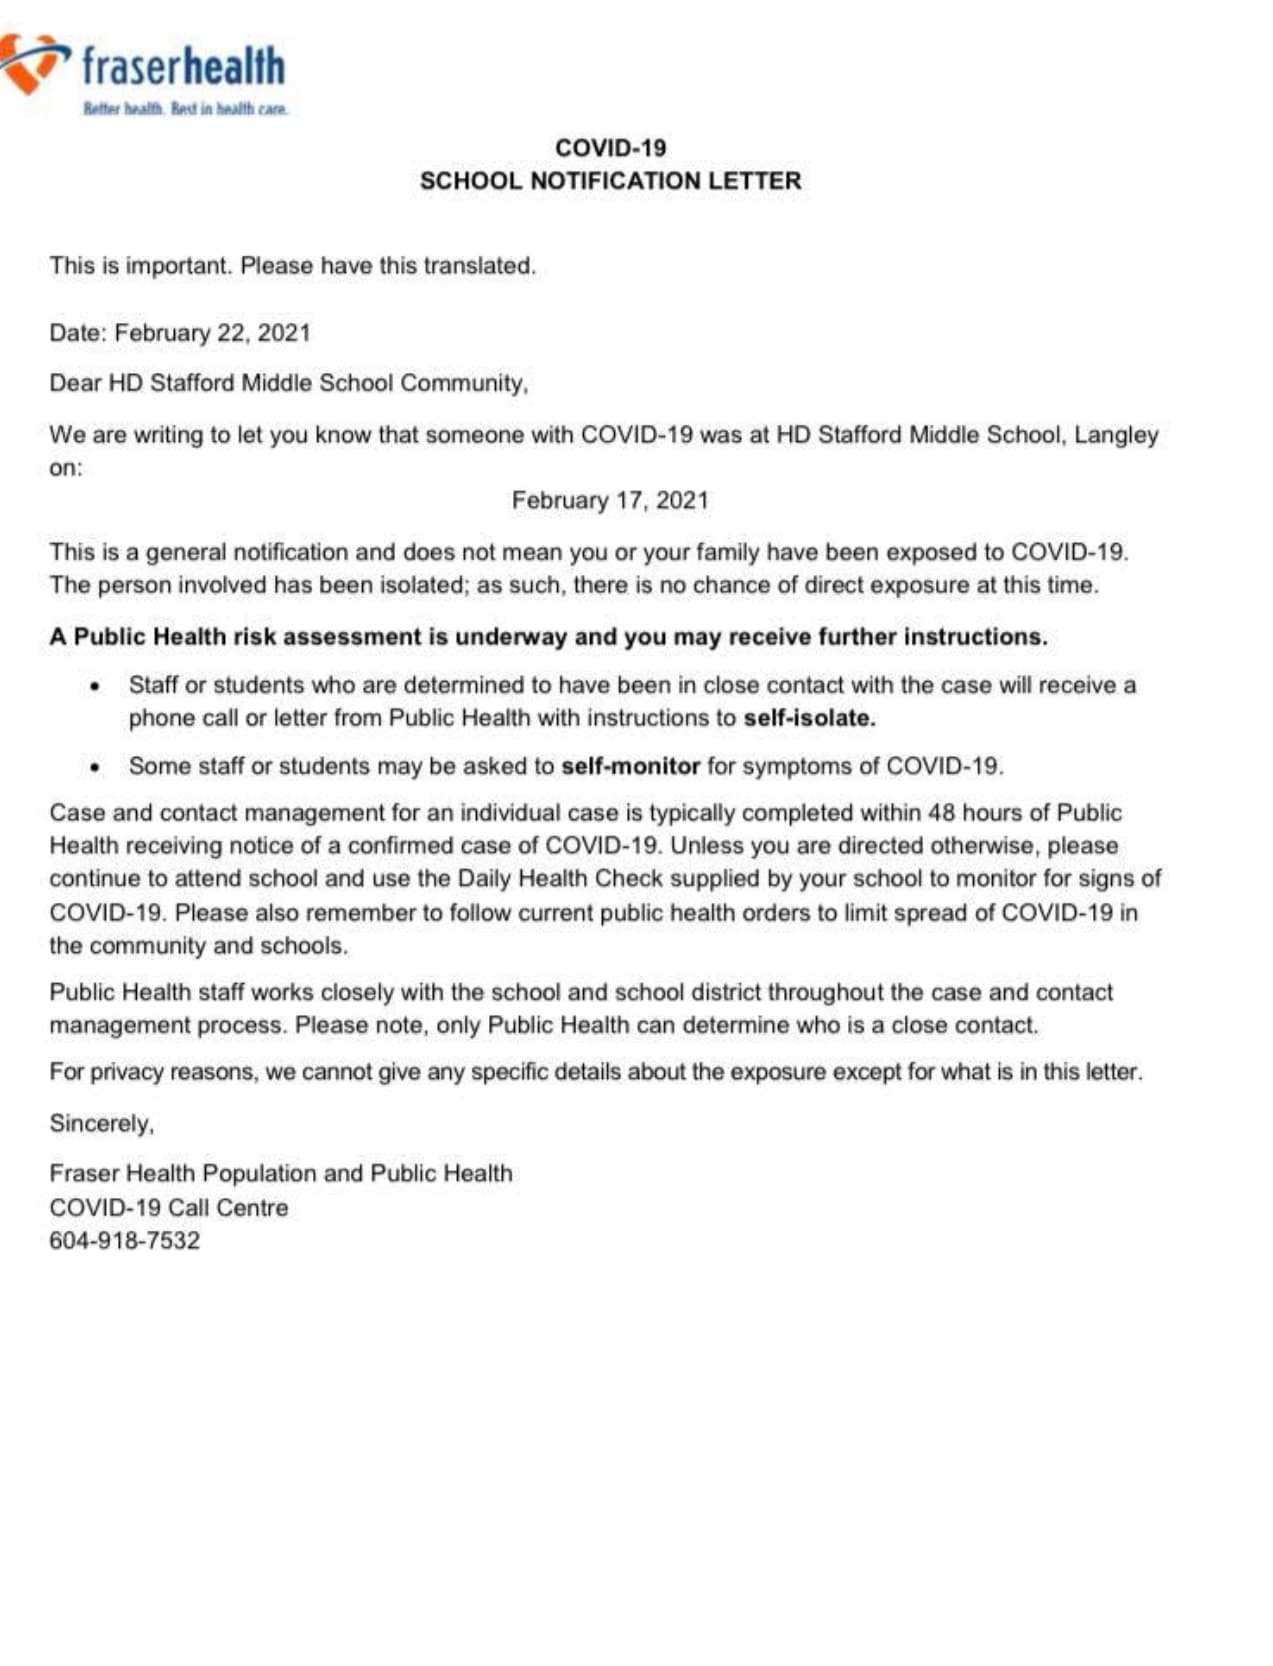 fraserhealth
Better health. Best in health care.
COVID-19
SCHOOL NOTIFICATION LETTER
This is important. Please have this translated.
Date: February 22, 2021
Dear HD Stafford Middle School Community,
We are writing to let you know that someone with COVID-19 was at HD Stafford Middle School, Langley
on:
February 17, 2021
This is a general notification and does not mean you or your family have been exposed to COVID-19.
The person involved has been isolated; as such, there is no chance of direct exposure at this time.
A Public Health risk assessment is underway and you may receive further instructions.
• Staff or students who are determined to have been in close contact with the case will receive a
phone call or letter from Public Health with instructions to self-isolate.
• Some staff or students may be asked to self-monitor for symptoms of COVID-19.
Case and contact management for an individual case is typically completed within 48 hours of Public
Health receiving notice of a confirmed case of COVID-19. Unless you are directed otherwise, please
continue to attend school and use the Daily Health Check supplied by your school to monitor for signs of
COVID-19. Please also remember to follow current public health orders to limit spread of COVID-19 in
the community and schools.
Public Health staff works closely with the school and school district throughout the case and contact
management process. Please note, only Public Health can determine who is a close contact.
For privacy reasons, we cannot give any specific details about the exposure except for what is in this letter.
Sincerely,
Fraser Health Population and Public Health
COVID-19 Call Centre
604-918-7532